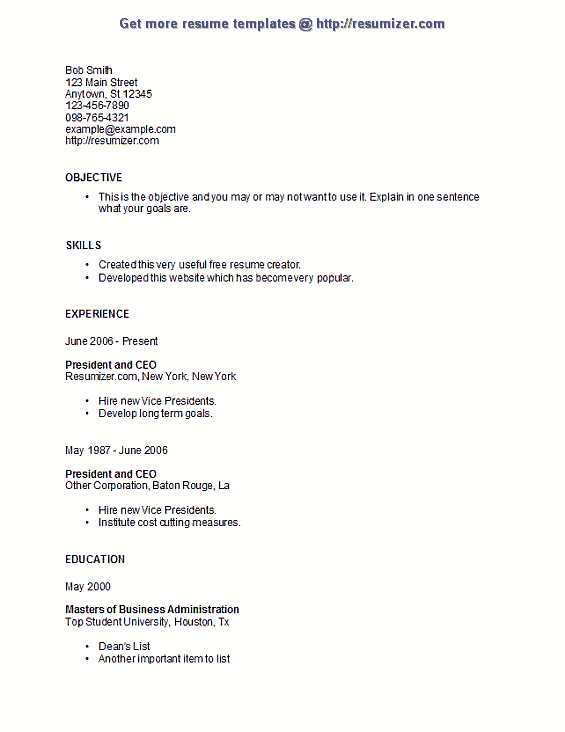 Get more resume templates @ http://resumizer.com
Bob Smith
123 Main Street
Anytown, St 12345
123-456-7890
098-765-4321
example@example.com
http://resumizer.com
OBJECTIVE
• This is the objective and you may or may not want to use it. Explain in one sentence
what your goals are.
SKILLS
• Created this very useful free resume creator.
• Developed this website which has become very popular.
EXPERIENCE
June 2006 - Present
President and CEO
Resumizer.com, New York, New York
• Hire new Vice Presidents.
• Develop long term goals.
May 1987 - June 2006
President and CEO
Other Corporation, Baton Rouge, La
• Hire new Vice Presidents.
• Institute cost cutting measures.
EDUCATION
May 2000
Masters of Business Administration
Top Student University, Houston, Tx
• Dean's List
• Another important item to list